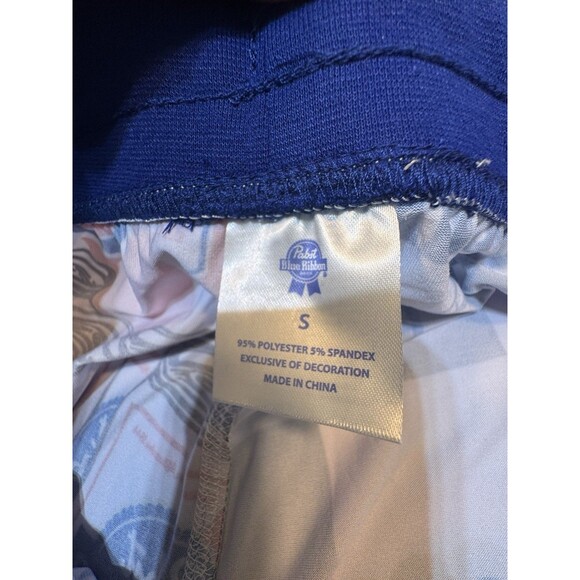 Pabst
Blue Ribbon
S
95% POLYESTER 5% SPANDEX
EXCLUSIVE OF DECORATION
MADE IN CHINA